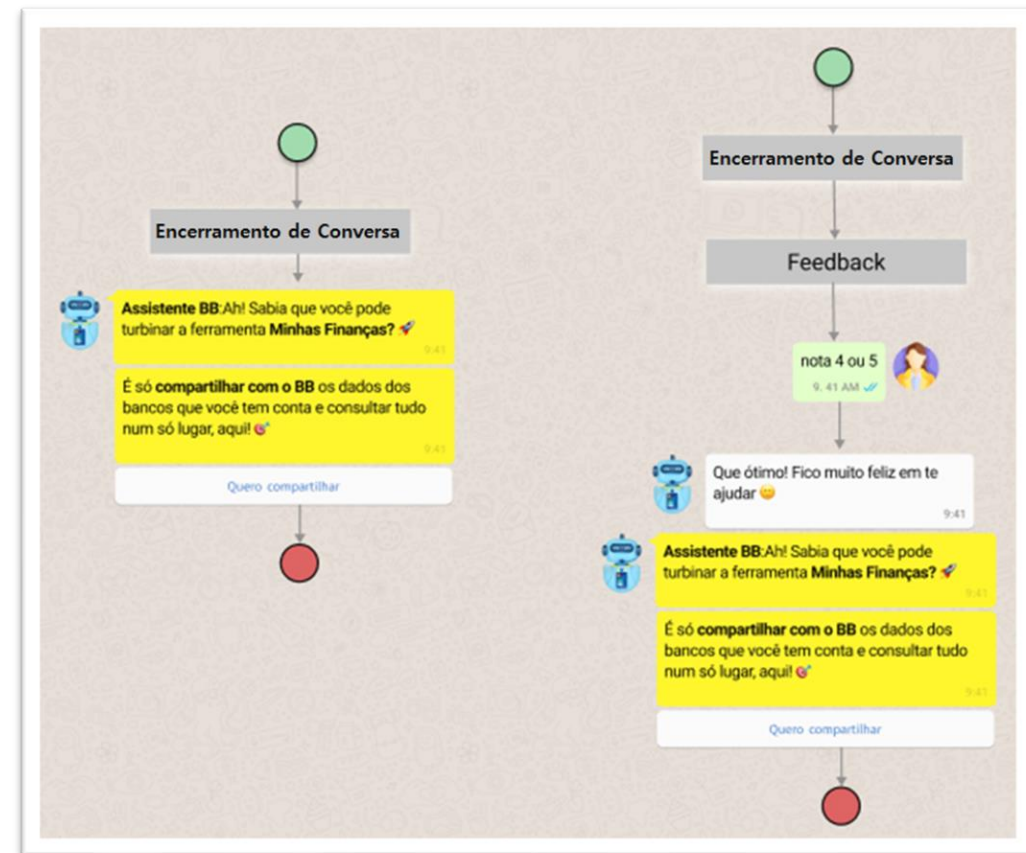 Encerramento de Conversa
Assistente BB:Ah! Sabia que você pode
turbinar a ferramenta Minhas Finanças? 🚀
9:41
É só compartilhar com o BB os dados dos
bancos que você tem conta e consultar tudo
num só lugar, aqui! 🎯
9:41
Quero compartilhar
Encerramento de Conversa
Feedback
nota 4 ou 5
9. 41 AM
Que ótimo! Fico muito feliz em te
ajudar 😊
9:41
Assistente BB:Ah! Sabia que você pode
turbinar a ferramenta Minhas Finanças? 🚀
9:41
É só compartilhar com o BB os dados dos
bancos que você tem conta e consultar tudo
num só lugar, aqui! 🎯
9:41
Quero compartilhar